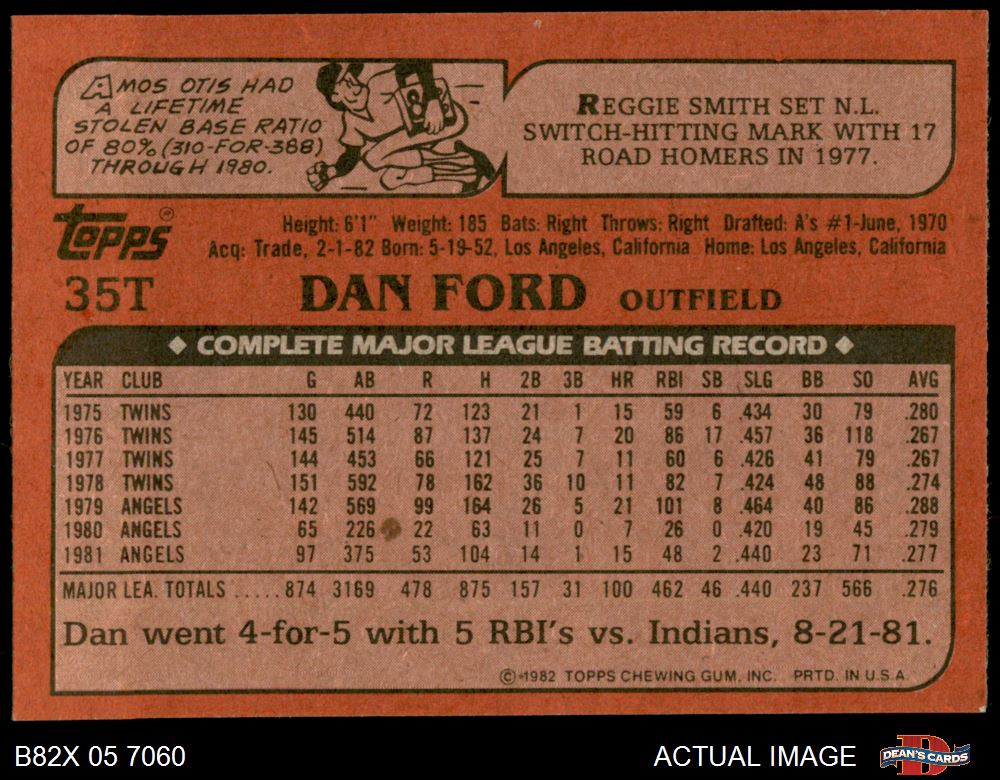 AMOS OTIS HAD
A LIFETIME
STOLEN BASE RATIO
OF 80% (310-FOR-388)
THROUGH 1980.
8
REGGIE SMITH SET N.L.
SWITCH-HITTING MARK WITH 17
ROAD HOMERS IN 1977.
topps®
Height: 6'1" Weight: 185 Bats: Right Throws: Right Drafted: A's #1-June, 1970
Acq: Trade, 2-1-82 Born: 5-19-52, Los Angeles, California Home: Los Angeles, California
35T DAN FORD OUTFIELD
◆ COMPLETE MAJOR LEAGUE BATTING RECORD ◆
YEAR CLUB G AB R H 2B 3B HR RBI SB SLG BB SO AVG
1975 TWINS 130 440 72 123 21 1 15 59 6 .434 30 79 .280
1976 TWINS 145 514 87 137 24 7 20 86 17 .457 36 118 .267
1977 TWINS 144 453 66 121 25 7 11 60 6 .426 41 79 .267
1978 TWINS 151 592 78 162 36 10 11 82 7 .424 48 88 .274
1979 ANGELS 142 569 99 164 26 5 21 101 8 .464 40 86 .288
1980 ANGELS 65 226 22 63 11 0 7 26 0 .420 19 45 .279
1981 ANGELS 97 375 53 104 14 1 15 48 2 .440 23 71 .277
MAJOR LEA. TOTALS .....874 3169 478 875 157 31 100 462 46 .440 237 566 .276
Dan went 4-for-5 with 5 RBI's vs. Indians, 8-21-81.
© 1982 TOPPS CHEWING GUM, INC. PRTD. IN U.S.A.
B82X 05 7060 ACTUAL IMAGE DEAN'S CARDS